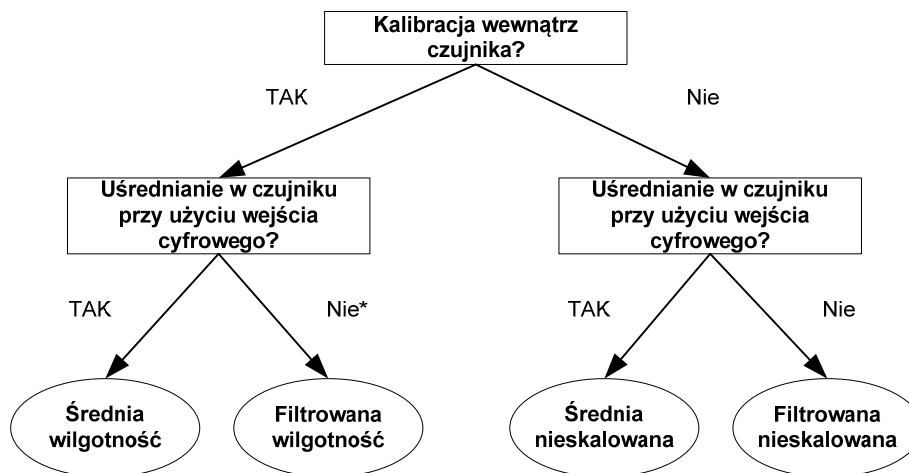 Kalibracja wewnątrz
czujnika?
TAK
Nie
Uśrednianie w czujniku
przy użyciu wejścia
cyfrowego?
Uśrednianie w czujniku
przy użyciu wejścia
cyfrowego?
TAK
Nie*
TAK
Nie
Średnia
wilgotność
Filtrowana
wilgotność
Średnia
nieskalowana
Filtrowana
nieskalowana